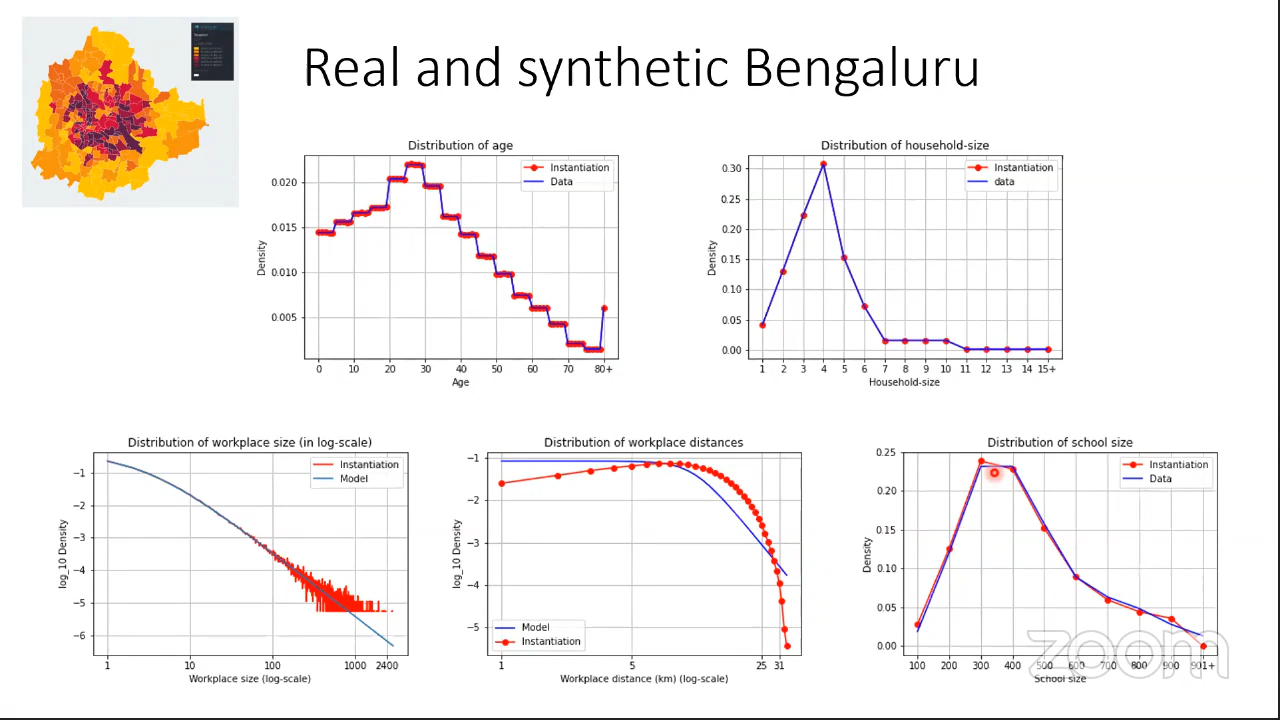 Real and synthetic Bengaluru
Distribution of age
Instantiation
Data
0.020
0.015
0.010
0.005
Density
0 10 20 30 40 50 60 70 80+
Age
Distribution of household-size
Instantiation
data
0.30
0.25
0.20
0.15
0.10
0.05
0.00
Density
1 2 3 4 5 6 7 8 9 10 11 12 13 14 15+
Household-size
Distribution of workplace size (in log-scale)
Instantiation
Model
−1
−2
−3
−4
−5
−6
log_10 Density
1 10 100 1000 2400
Workplace size (log-scale)
Distribution of workplace distances
−1
−2
−3
−4
−5
log_10 Density
Model
Instantiation
1 5 25 31
Workplace distance (km) (log-scale)
Distribution of school size
Instantiation
Data
0.25
0.20
0.15
0.10
0.05
0.00
Density
100 200 300 400 500 600 700 800 900 901+
School size
zoom